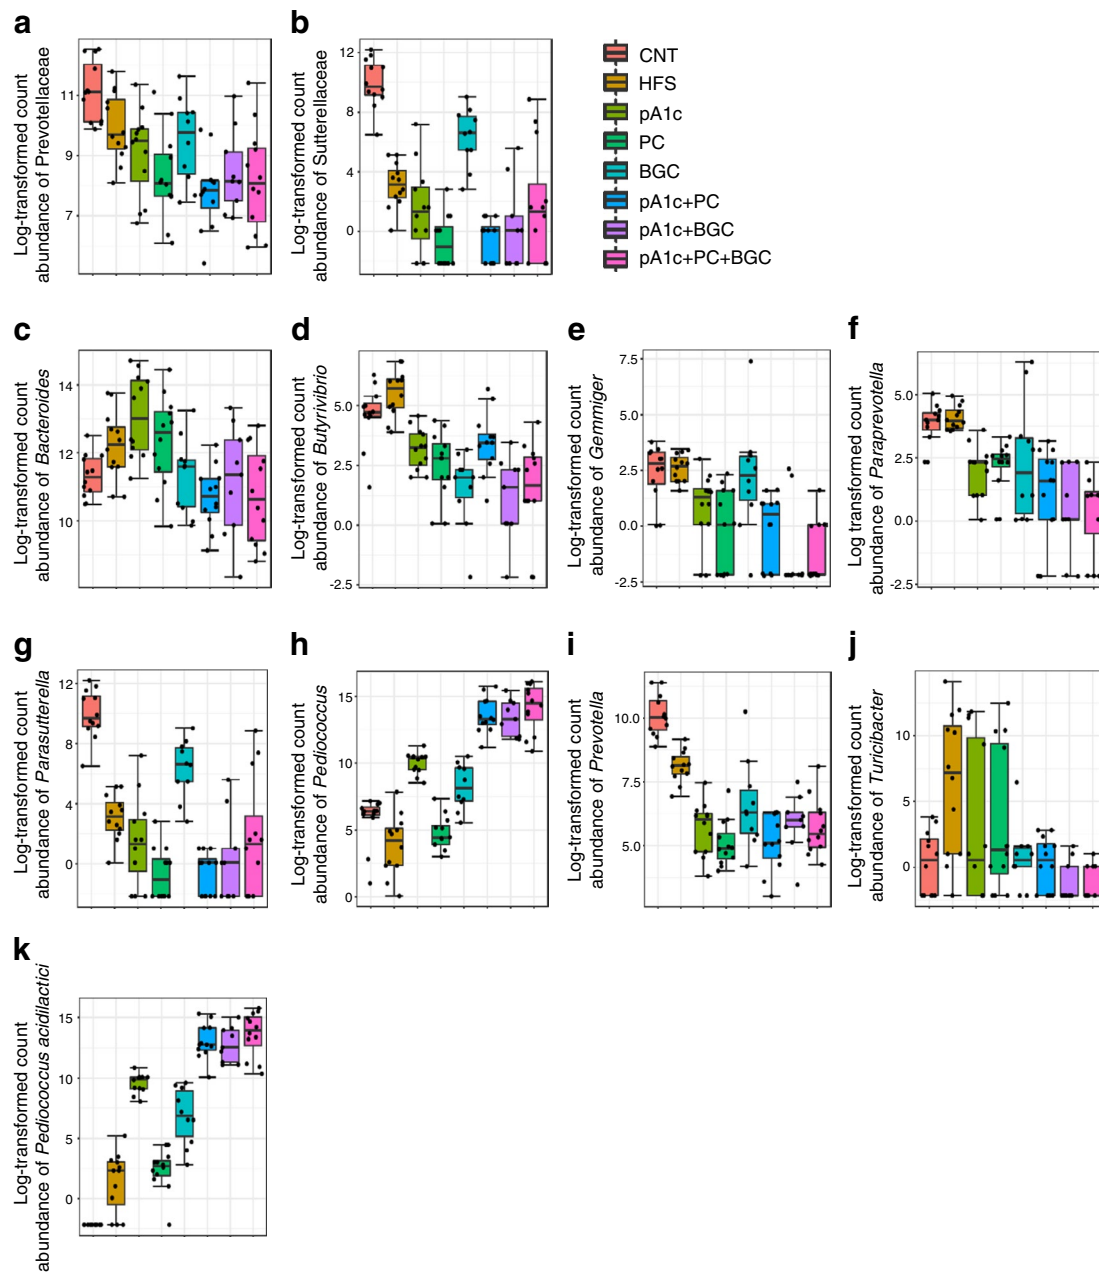 a
Log-transformed count
abundance of Prevotellaceae
11
9
7
b
Log-transformed count
abundance of Sutterellaceae
12
8
4
0
CNT
HFS
pA1c
PC
BGC
pA1c+PC
pA1c+BGC
pA1c+PC+BGC
c
Log-transformed count
abundance of Bacteroides
14
12
10
d
Log-transformed count
abundance of Butyrivibrio
5.0
2.5
0.0
-2.5
e
Log-transformed count
abundance of Gemmiger
7.5
5.0
2.5
0.0
-2.5
f
Log transformed count
abundance of Paraprevotella
5.0
2.5
0.0
-2.5
g
Log-transformed count
abundance of Parasutterella
12
8
4
0
h
Log-transformed count
abundance of Pediococcus
15
10
5
0
i
Log-transformed count
abundance of Prevotella
10.0
7.5
5.0
j
Log-transformed count
abundance of Turicibacter
10
5
0
k
Log-transformed count
abundance of Pediococcus acidilactici
15
10
5
0